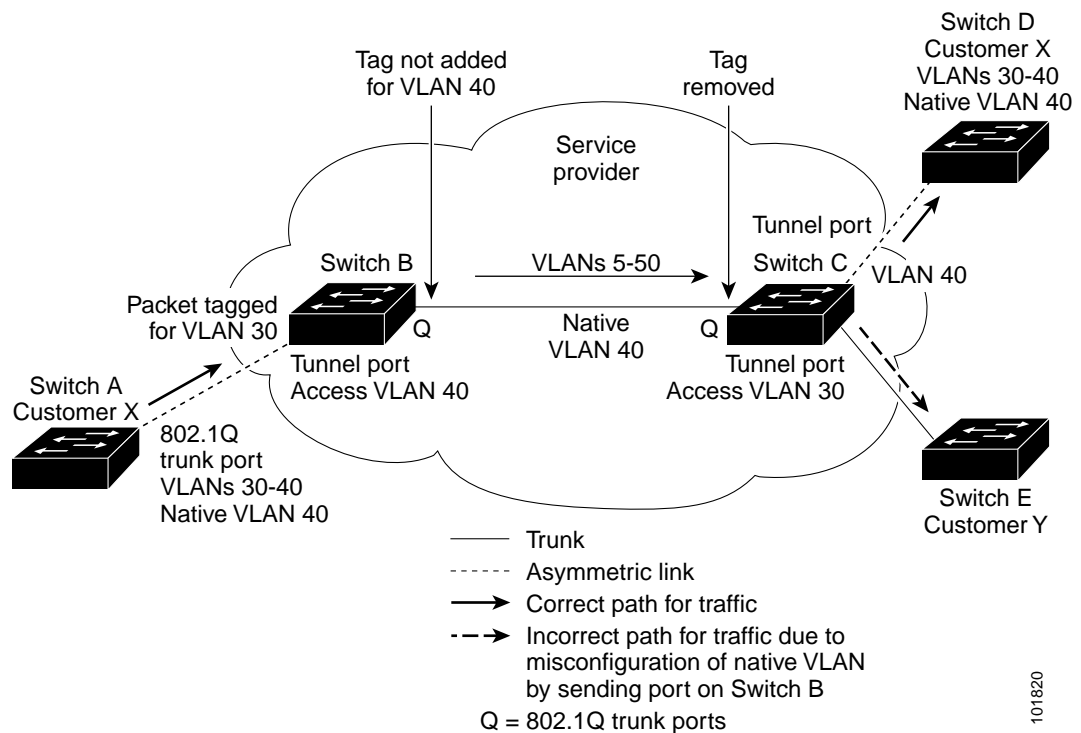 Tag not added
for VLAN 40
Tag
removed
Switch D
Customer X
VLANs 30-40
Native VLAN 40
Service
provider
Tunnel port
Switch B
VLANs 5-50
Switch C
VLAN 40
Packet tagged
for VLAN 30
Q
Native
VLAN 40
Q
Tunnel port
Access VLAN 40
Tunnel port
Access VLAN 30
Switch A
Customer X
802.1Q
trunk port
VLANs 30-40
Native VLAN 40
Switch E
Customer Y
Trunk
Asymmetric link
Correct path for traffic
Incorrect path for traffic due to
misconfiguration of native VLAN
by sending port on Switch B
Q = 802.1Q trunk ports
101820